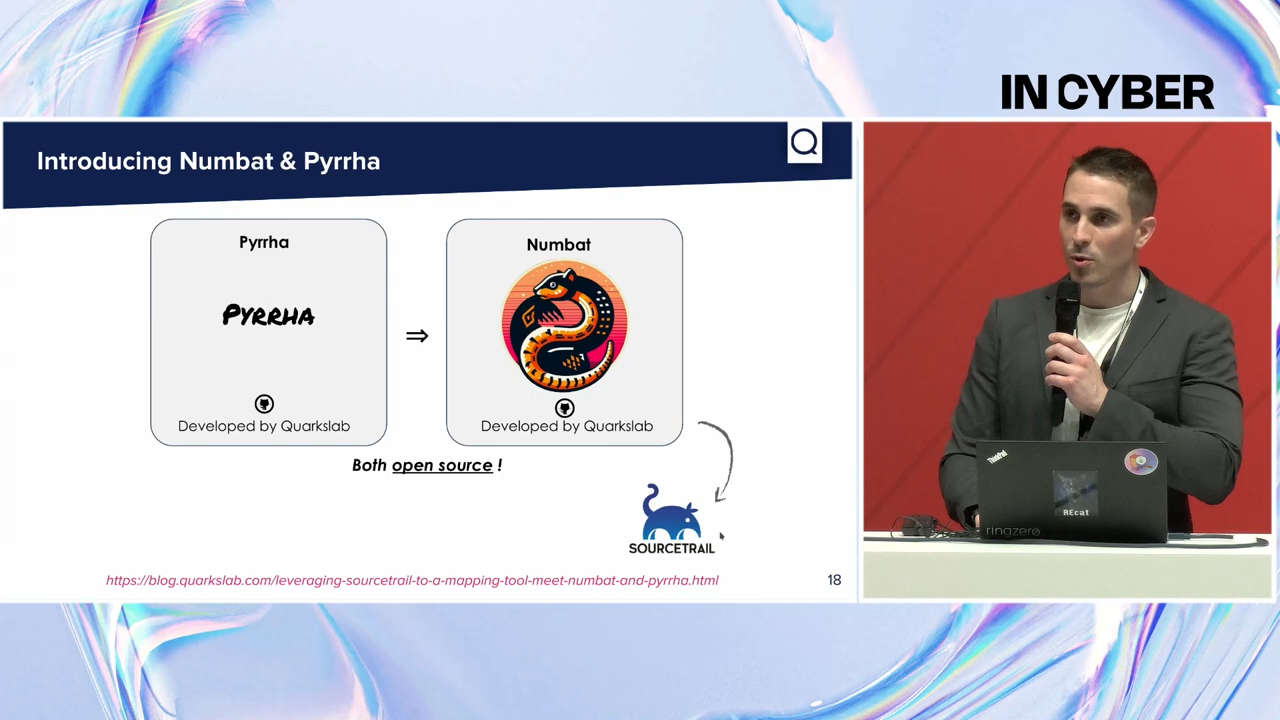 IN CYBER
Introducing Numbat & Pyrrha
Pyrrha
PYRRHA
Developed by Quarkslab
⇒
Numbat
Developed by Quarkslab
Both open source !
SOURCETRAIL
https://blog.quarkslab.com/leveraging-sourcetrail-to-a-mapping-tool-meet-numbat-and-pyrrha.html
18
ThinkPad
REcat
ringzerø